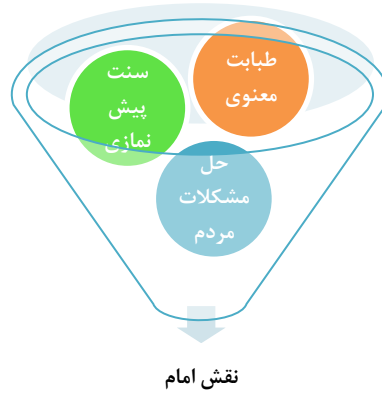 طبابت
معنوی
سنت
پیش
نمازی
حل
مشکلات
مردم
نقش امام